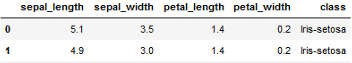 sepal_length sepal_width petal_length petal_width class
0 5.1 3.5 1.4 0.2 Iris-setosa
1 4.9 3.0 1.4 0.2 Iris-setosa